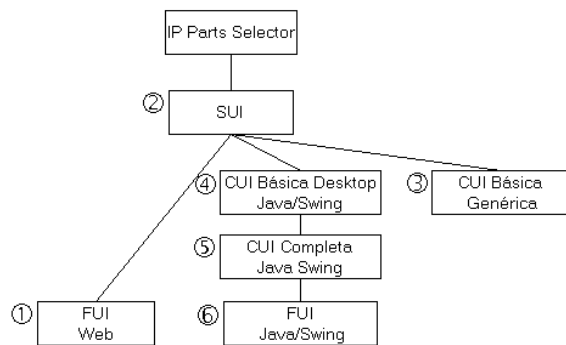 IP Parts Selector
② SUI
④ CUI Básica Desktop
Java/Swing
③ CUI Básica
Genérica
⑤ CUI Completa
Java Swing
① FUI
Web
⑥ FUI
Java/Swing